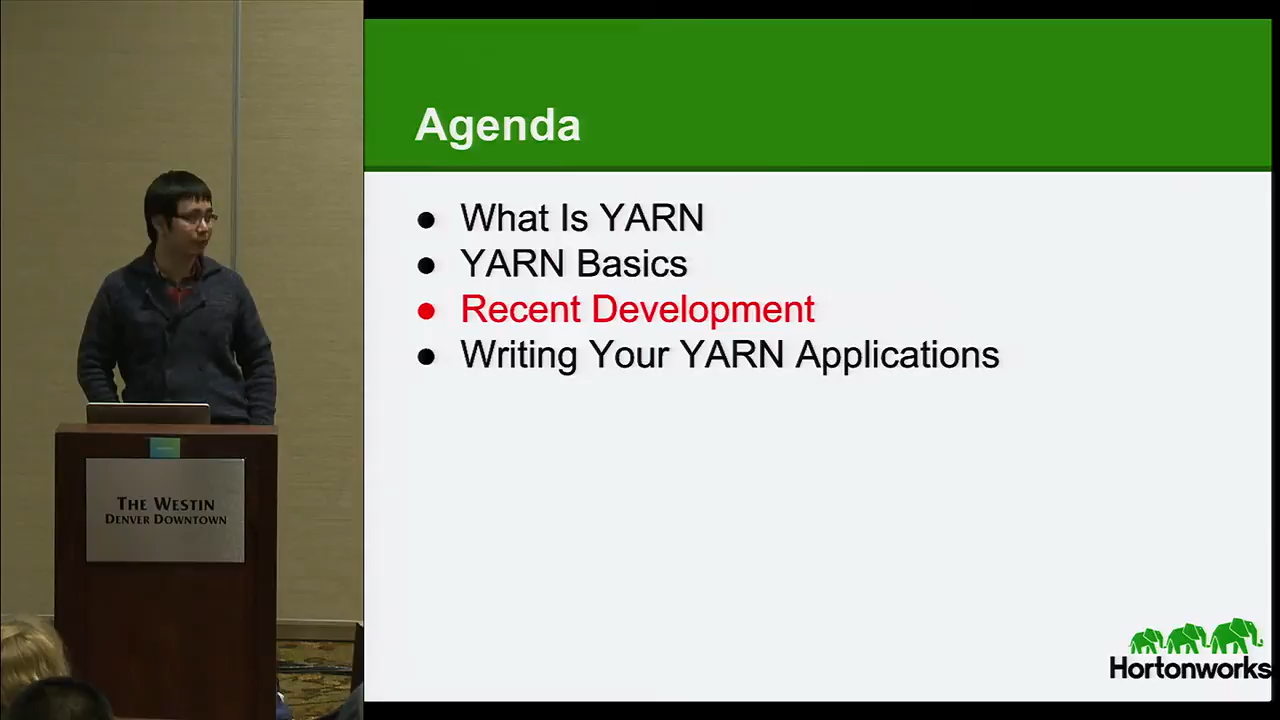 Agenda
● What Is YARN
● YARN Basics
● Recent Development
● Writing Your YARN Applications
THE WESTIN
DENVER DOWNTOWN
Hortonworks